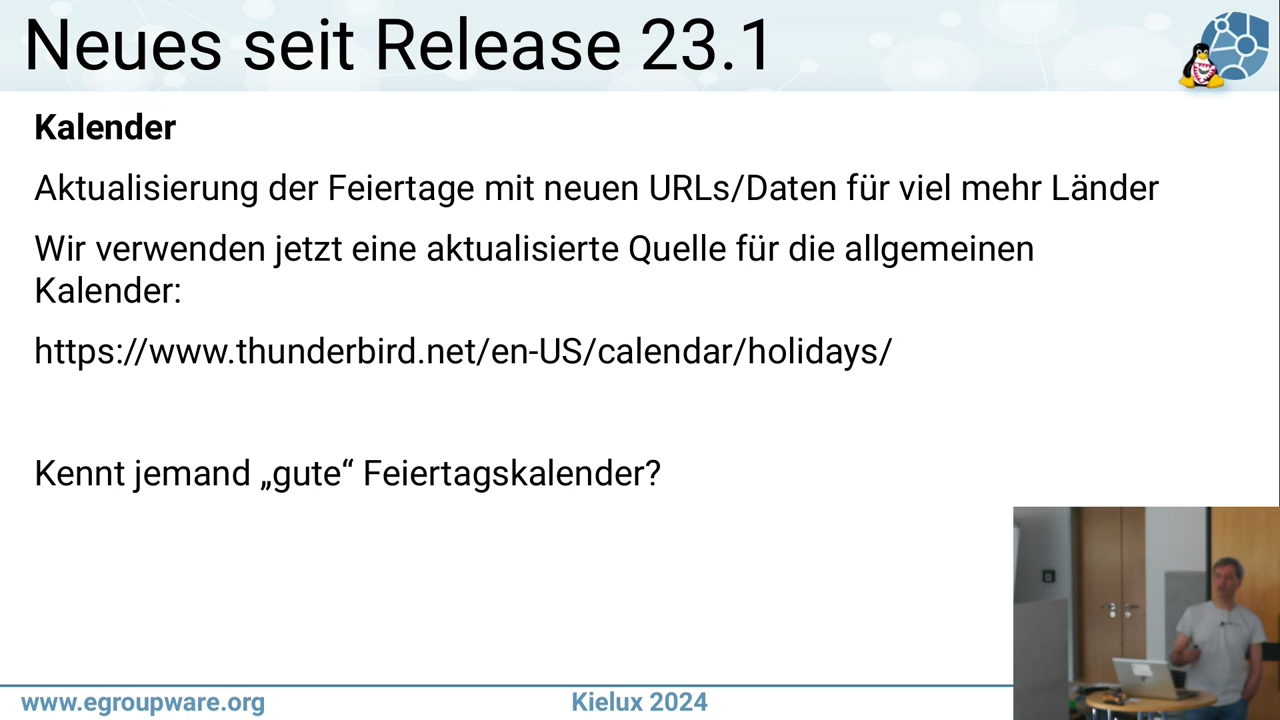 Neues seit Release 23.1
Kalender
Aktualisierung der Feiertage mit neuen URLs/Daten für viel mehr Länder
Wir verwenden jetzt eine aktualisierte Quelle für die allgemeinen
Kalender:
https://www.thunderbird.net/en-US/calendar/holidays/
Kennt jemand „gute“ Feiertagskalender?
www.egroupware.org
Kielux 2024